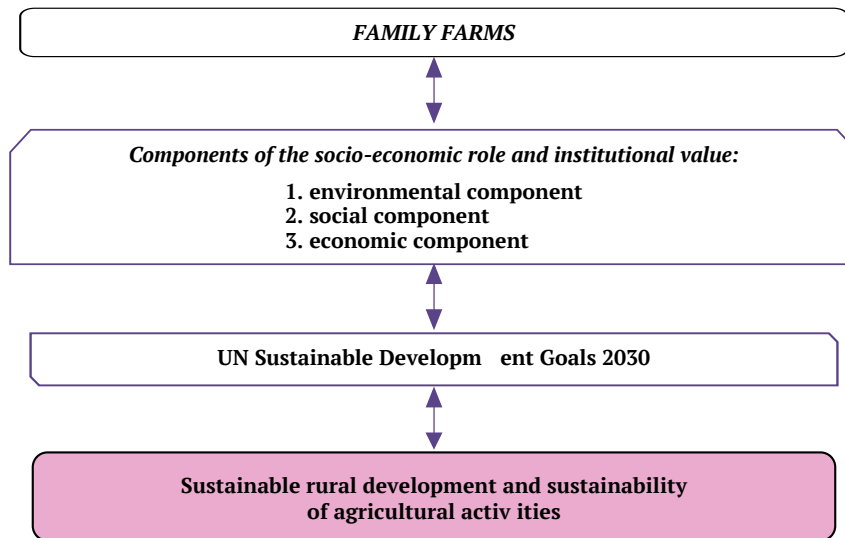 FAMILY FARMS
Components of the socio-economic role and institutional value:
1. environmental component
2. social component
3. economic component
UN Sustainable Developm ent Goals 2030
Sustainable rural development and sustainability
of agricultural activ ities